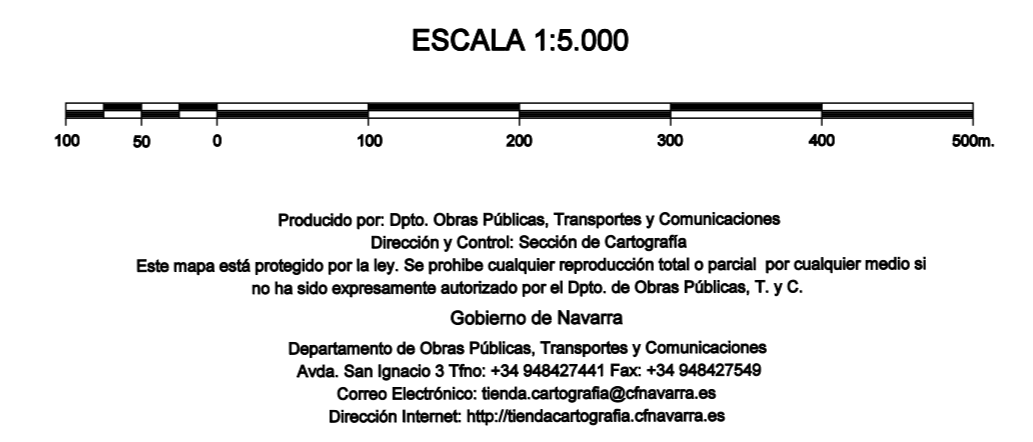 ESCALA 1:5.000
100 50 0 100 200 300 400 500m.
Producido por: Dpto. Obras Públicas, Transportes y Comunicaciones
Dirección y Control: Sección de Cartografía
Este mapa está protegido por la ley. Se prohibe cualquier reproducción total o parcial por cualquier medio si
no ha sido expresamente autorizado por el Dpto. de Obras Públicas, T. y C.
Gobierno de Navarra
Departamento de Obras Públicas, Transportes y Comunicaciones
Avda. San Ignacio 3 Tfno: +34 948427441 Fax: +34 948427549
Correo Electrónico: tienda.cartografia@cfnavarra.es
Dirección Internet: http://tiendacartografia.cfnavarra.es